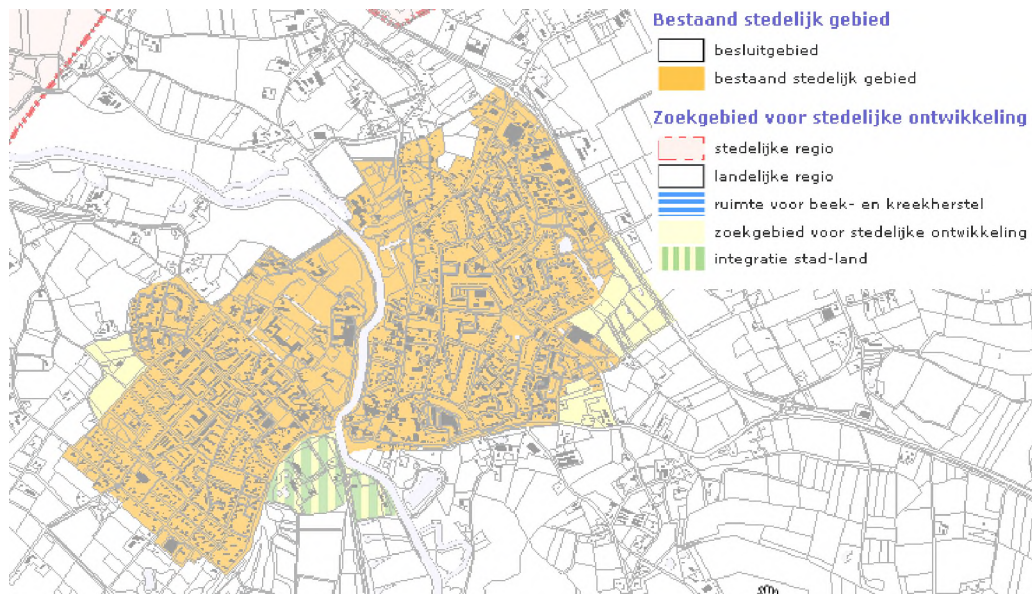 Bestaand stedelijk gebied
besluitgebied
bestaand stedelijk gebied
Zoekgebied voor stedelijke ontwikkeling
stedelijke regio
landelijke regio
ruimte voor beek- en kreekherstel
zoekgebied voor stedelijke ontwikkeling
integratie stad-land